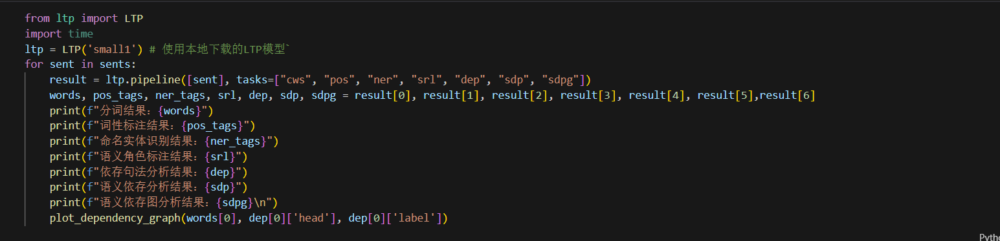 from ltp import LTP
import time
ltp = LTP('small1') # 使用本地下载的LTP模型`
for sent in sents:
    result = ltp.pipeline([sent], tasks=["cws", "pos", "ner", "srl", "dep", "sdp", "sdpg"])
    words, pos_tags, ner_tags, srl, dep, sdp, sdpg = result[0], result[1], result[2], result[3], result[4], result[5],result[6]
    print(f"分词结果：{words}")
    print(f"词性标注结果：{pos_tags}")
    print(f"命名实体识别结果：{ner_tags}")
    print(f"语义角色标注结果：{srl}")
    print(f"依存句法分析结果：{dep}")
    print(f"语义依存分析结果：{sdp}")
    print(f"语义依存图分析结果：{sdpg}\n")
    plot_dependency_graph(words[0], dep[0]['head'], dep[0]['label'])